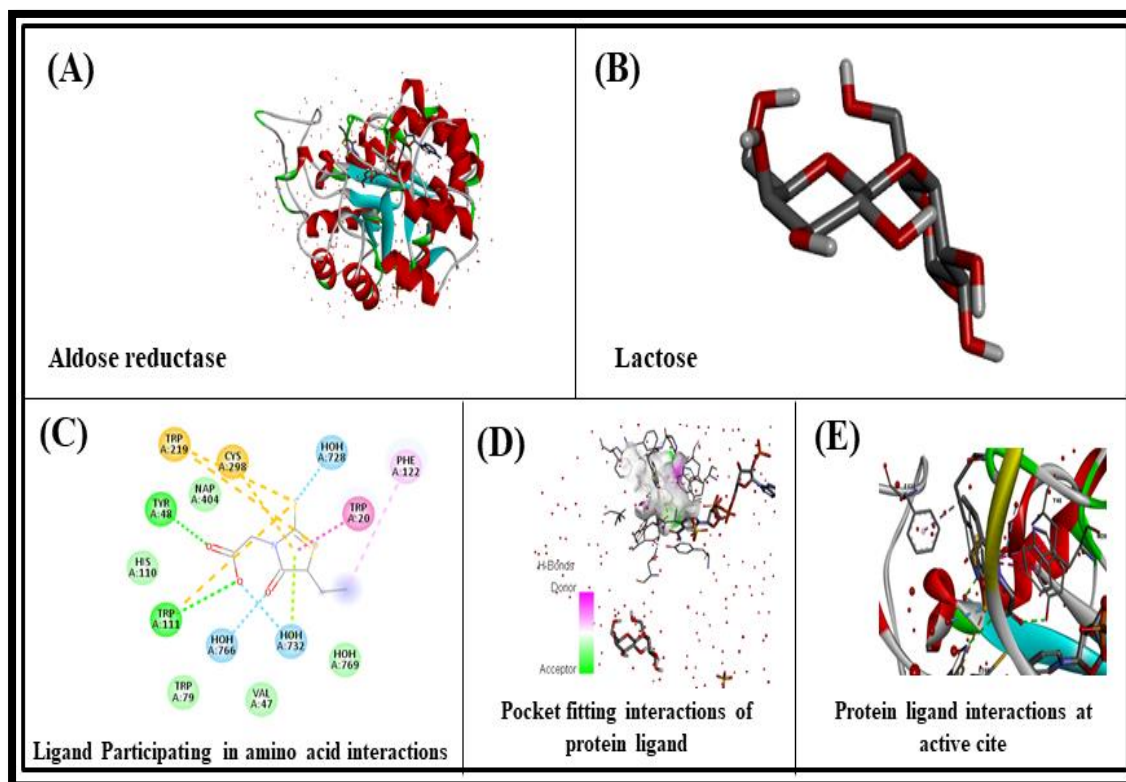 (A)
Aldose reductase
(B)
Lactose
(C)
TRP
A:219
CYS
A:298
HOH
A:728
PHE
A:122
NAP
A:404
TRP
A:20
TYR
A:48
HIS
A:110
TRP
A:111
HOH
A:766
HOH
A:732
HOH
A:769
TRP
A:79
VAL
A:47
Ligand Participating in amino acid interactions
(D)
H-Bonds
Donor
Acceptor
Pocket fitting interactions of
protein ligand
(E)
Protein ligand interactions at
active cite